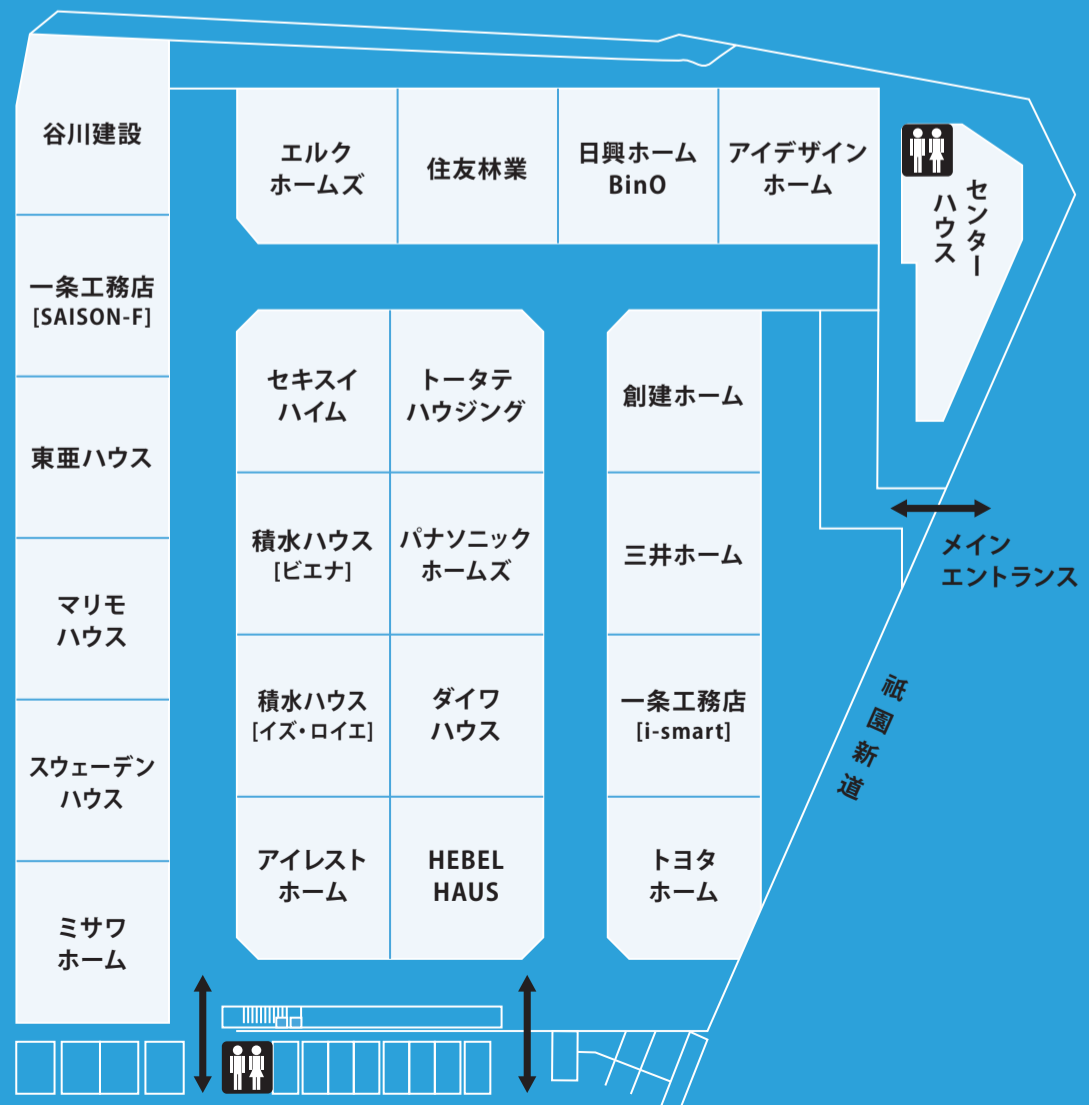 谷川建設
一条工務店
[SAISON-F]
東亜ハウス
マリモ
ハウス
スウェーデン
ハウス
ミサワ
ホーム
エルク
ホームズ
住友林業
日興ホーム
BinO
アイデザイン
ホーム
センター
ハウス
セキスイ
ハイム
トータテ
ハウジング
積水ハウス
[ビエナ]
パナソニック
ホームズ
積水ハウス
[イズ・ロイエ]
ダイワ
ハウス
アイレスト
ホーム
HEBEL
HAUS
創建ホーム
三井ホーム
一条工務店
[i-smart]
トヨタ
ホーム
メイン
エントランス
祇園新道